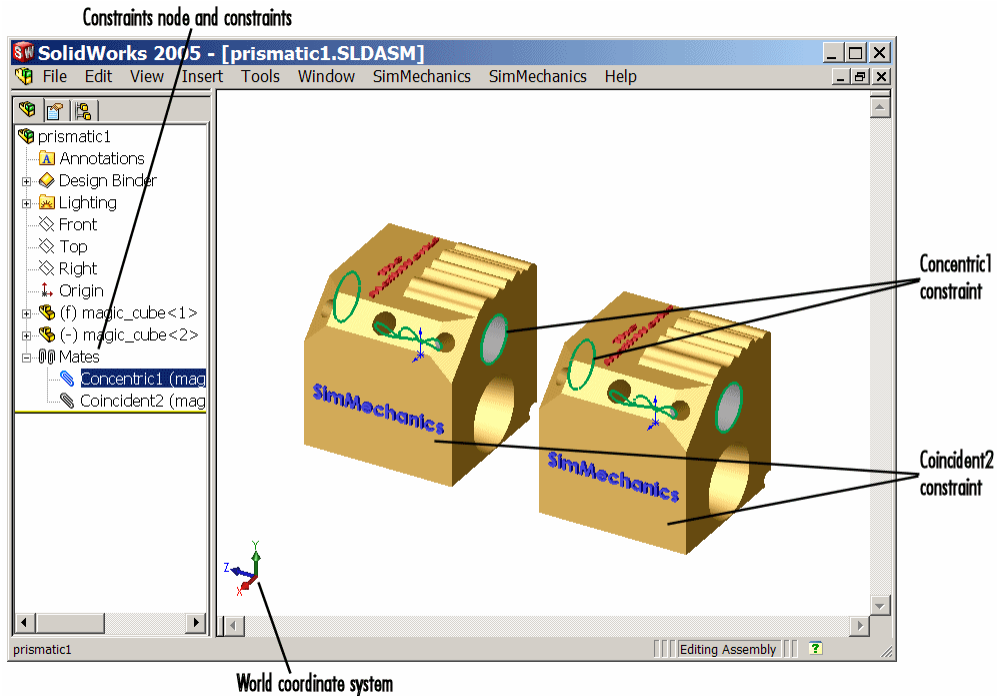 Constraints node and constraints
SolidWorks 2005 - [prismatic1.SLDASM]
File Edit View Insert Tools Window SimMechanics SimMechanics Help
prismatic1
A Annotations
Design Binder
Lighting
Front
Top
Right
Origin
(f) magic_cube<1>
(-) magic_cube<2>
Mates
Concentric1 (mag
Coincident2 (mag
SimMechanics
SimMechanics
Concentric1
constraint
Coincident2
constraint
Y
Z
X
prismatic1
Editing Assembly
?
World coordinate system